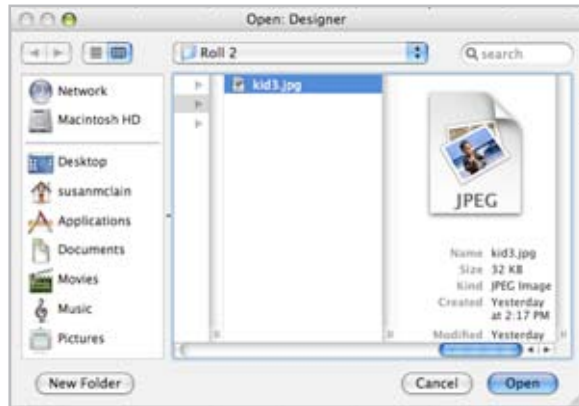 Open: Designer
Roll 2
search
Network
Macintosh HD
Desktop
susanmclain
Applications
Documents
Movies
Music
Pictures
kid3.jpg
JPEG
Name kid3.jpg
Size 32 KB
Kind JPEG Image
Created Yesterday
at 2:17 PM
Modified Yesterday
New Folder
Cancel
Open